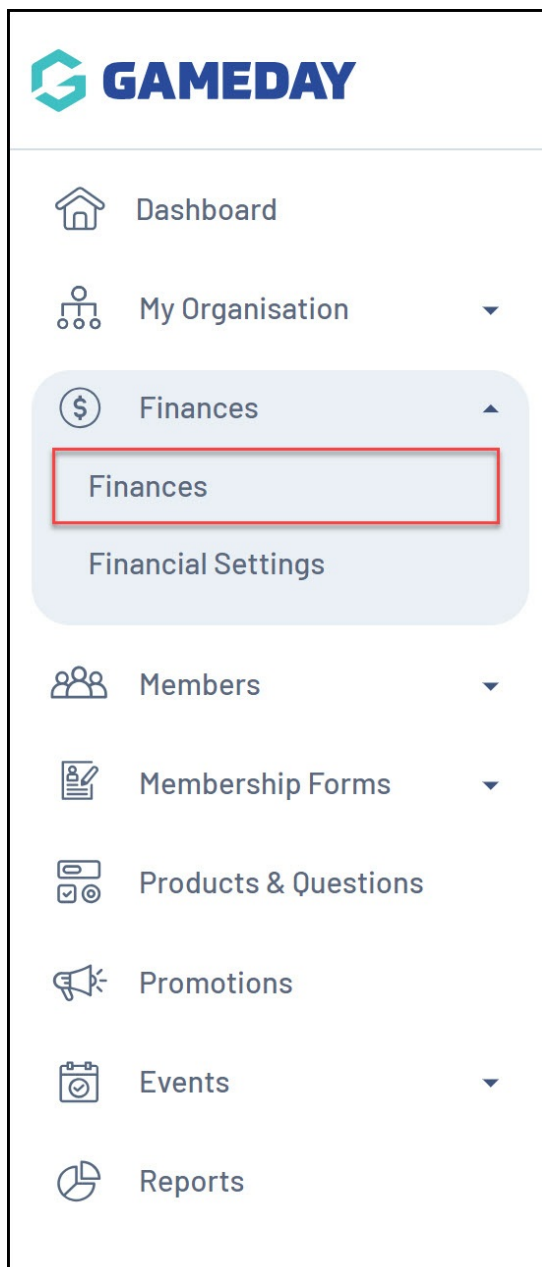 GAMEDAY
Dashboard
My Organisation
Finances
Finances
Financial Settings
Members
Membership Forms
Products & Questions
Promotions
Events
Reports